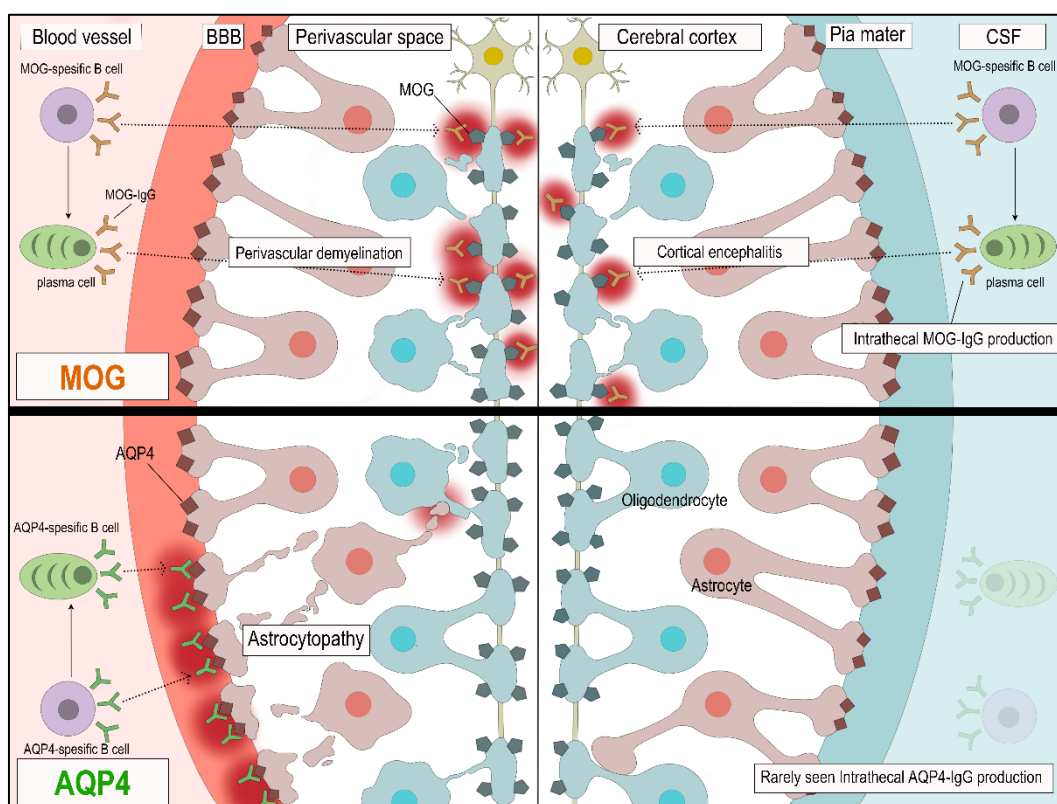 Blood vessel
BBB
Perivascular space
Cerebral cortex
Pia mater
CSF
MOG-spesific B cell
MOG
MOG-spesific B cell
MOG-IgG
Perivascular demyelination
Cortical encephalitis
plasma cell
plasma cell
Intrathecal MOG-IgG production
MOG
AQP4
Oligodendrocyte
AQP4-spesific B cell
Astrocyte
Astrocytopathy
AQP4-spesific B cell
AQP4
Rarely seen Intrathecal AQP4-IgG production